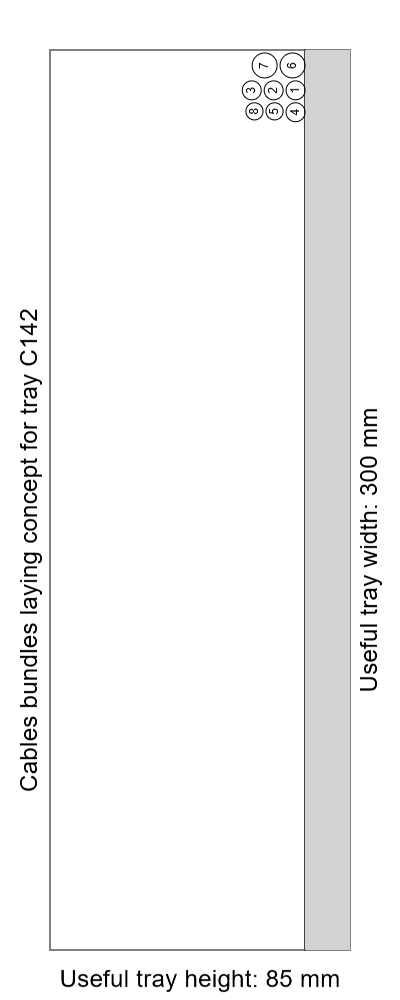 Cables bundles laying concept for tray C142
7 6
3 2 1
8 5 4
Useful tray width: 300 mm
Useful tray height: 85 mm